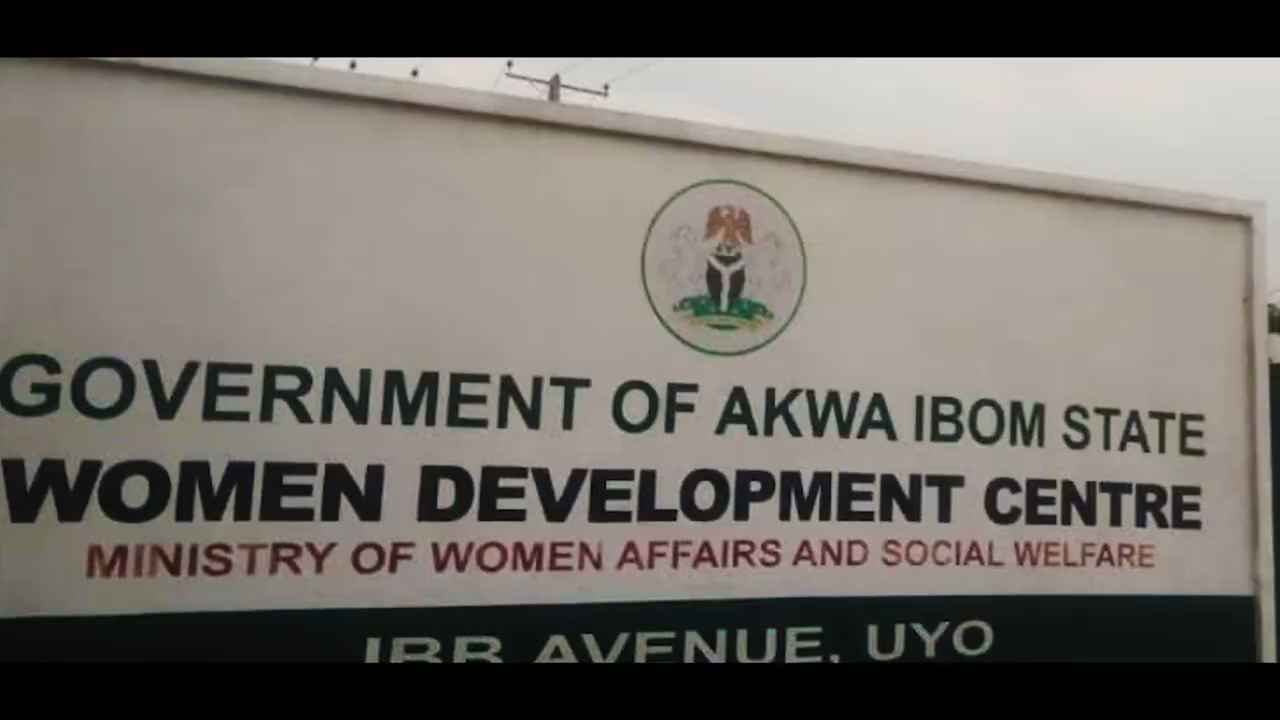 GOVERNMENT OF AKWA IBOM STATE
WOMEN DEVELOPMENT CENTRE
MINISTRY OF WOMEN AFFAIRS AND SOCIAL WELFARE
IBB AVENUE, UYO